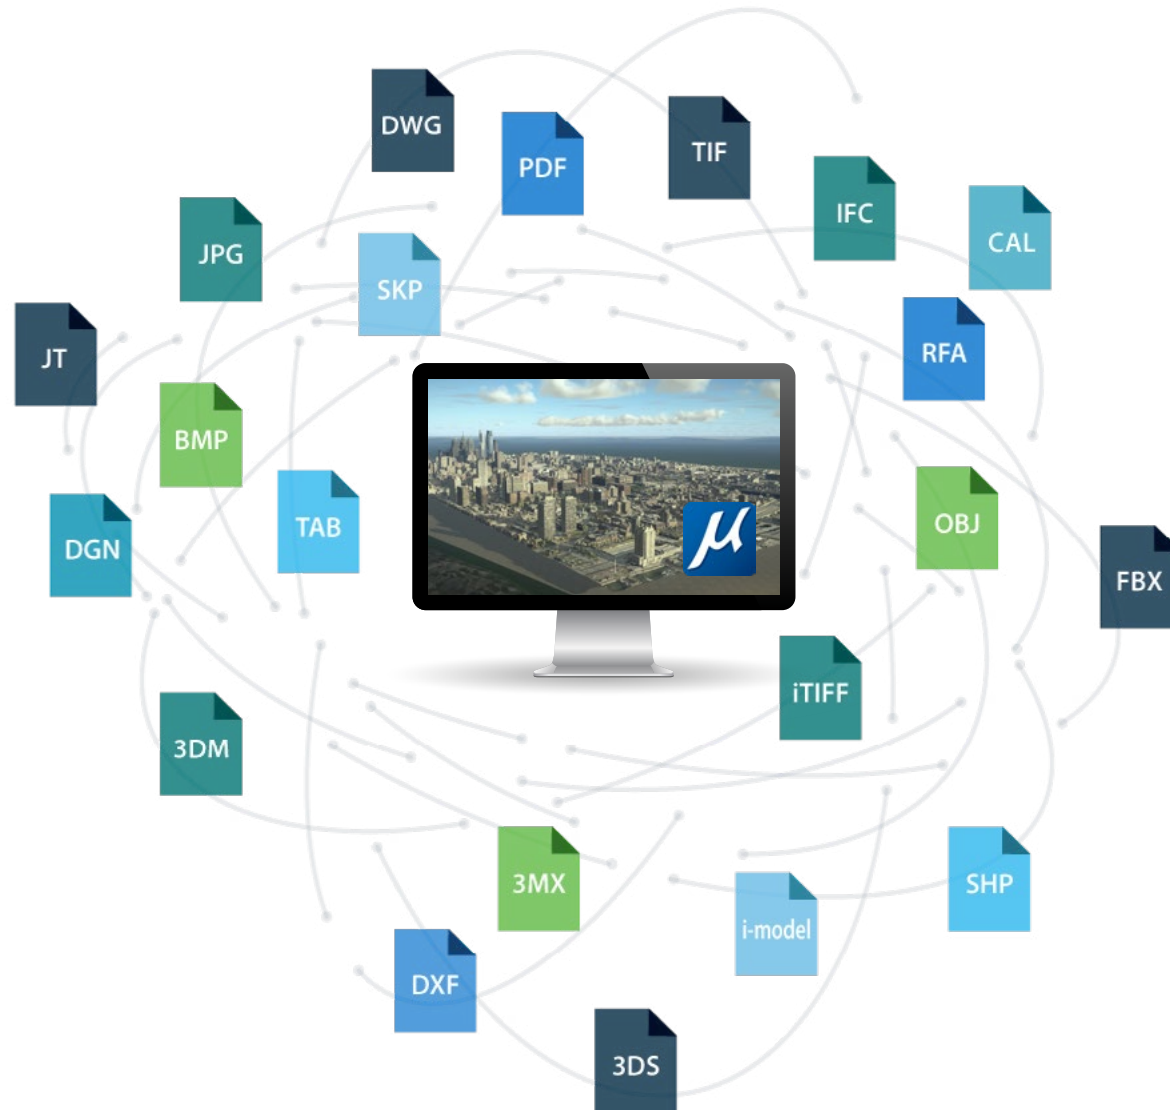 DWG
PDF
TIF
IFC
CAL
JPG
SKP
JT
RFA
BMP
TAB
OBJ
DGN
FBX
iTIFF
3DM
3MX
SHP
i-model
DXF
3DS
μ